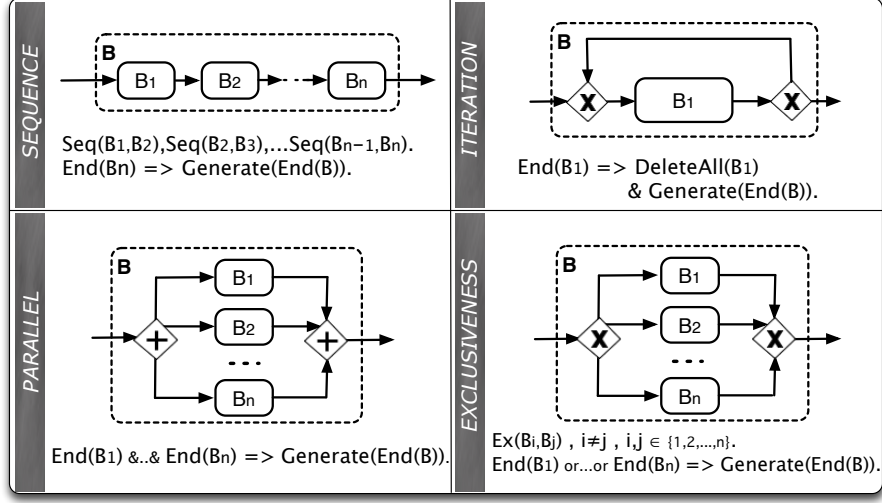 SEQUENCE
B
B1
B2
Bn
Seq(B1,B2),Seq(B2,B3),...Seq(Bn-1,Bn).
End(Bn) => Generate(End(B)).
ITERATION
B
X
B1
X
End(B1) => DeleteAll(B1)
& Generate(End(B)).
PARALLEL
B
B1
+
B2
+
Bn
End(B1) &..& End(Bn) => Generate(End(B)).
EXCLUSIVENESS
B
B1
X
B2
X
Bn
Ex(Bi,Bj) , i≠j , i,j ∈ {1,2,...,n}.
End(B1) or...or End(Bn) => Generate(End(B)).